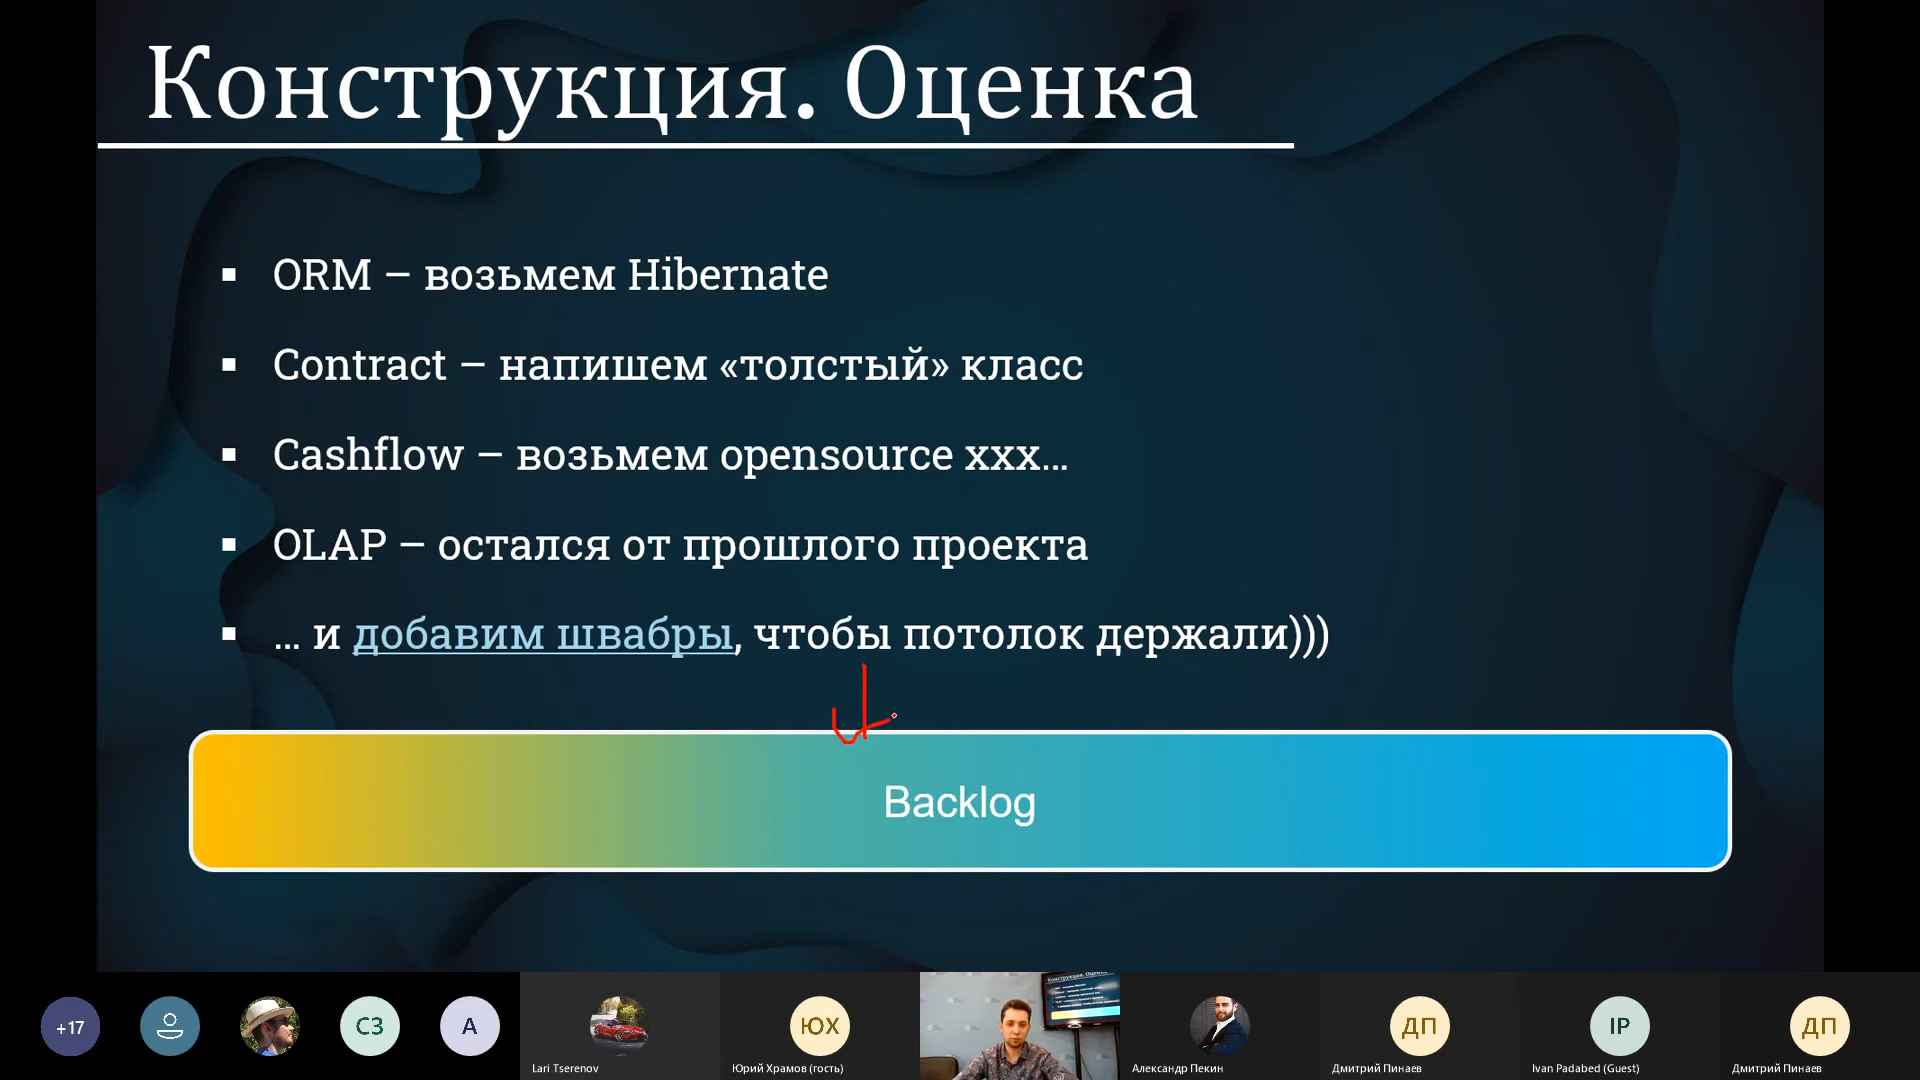 Конструкция. Оценка
ORM – возьмем Hibernate
Contract – напишем «толстый» класс
Cashflow – возьмем opensource xxx...
OLAP – остался от прошлого проекта
... и добавим швабры, чтобы потолок держали)))
Backlog
+17
СЗ
А
ЮХ
ДП
IP
ДП
Lari Tserenov
Юрий Храмов (гость)
Александр Пекин
Дмитрий Пинаев
Ivan Padabed (Guest)
Дмитрий Пинаев